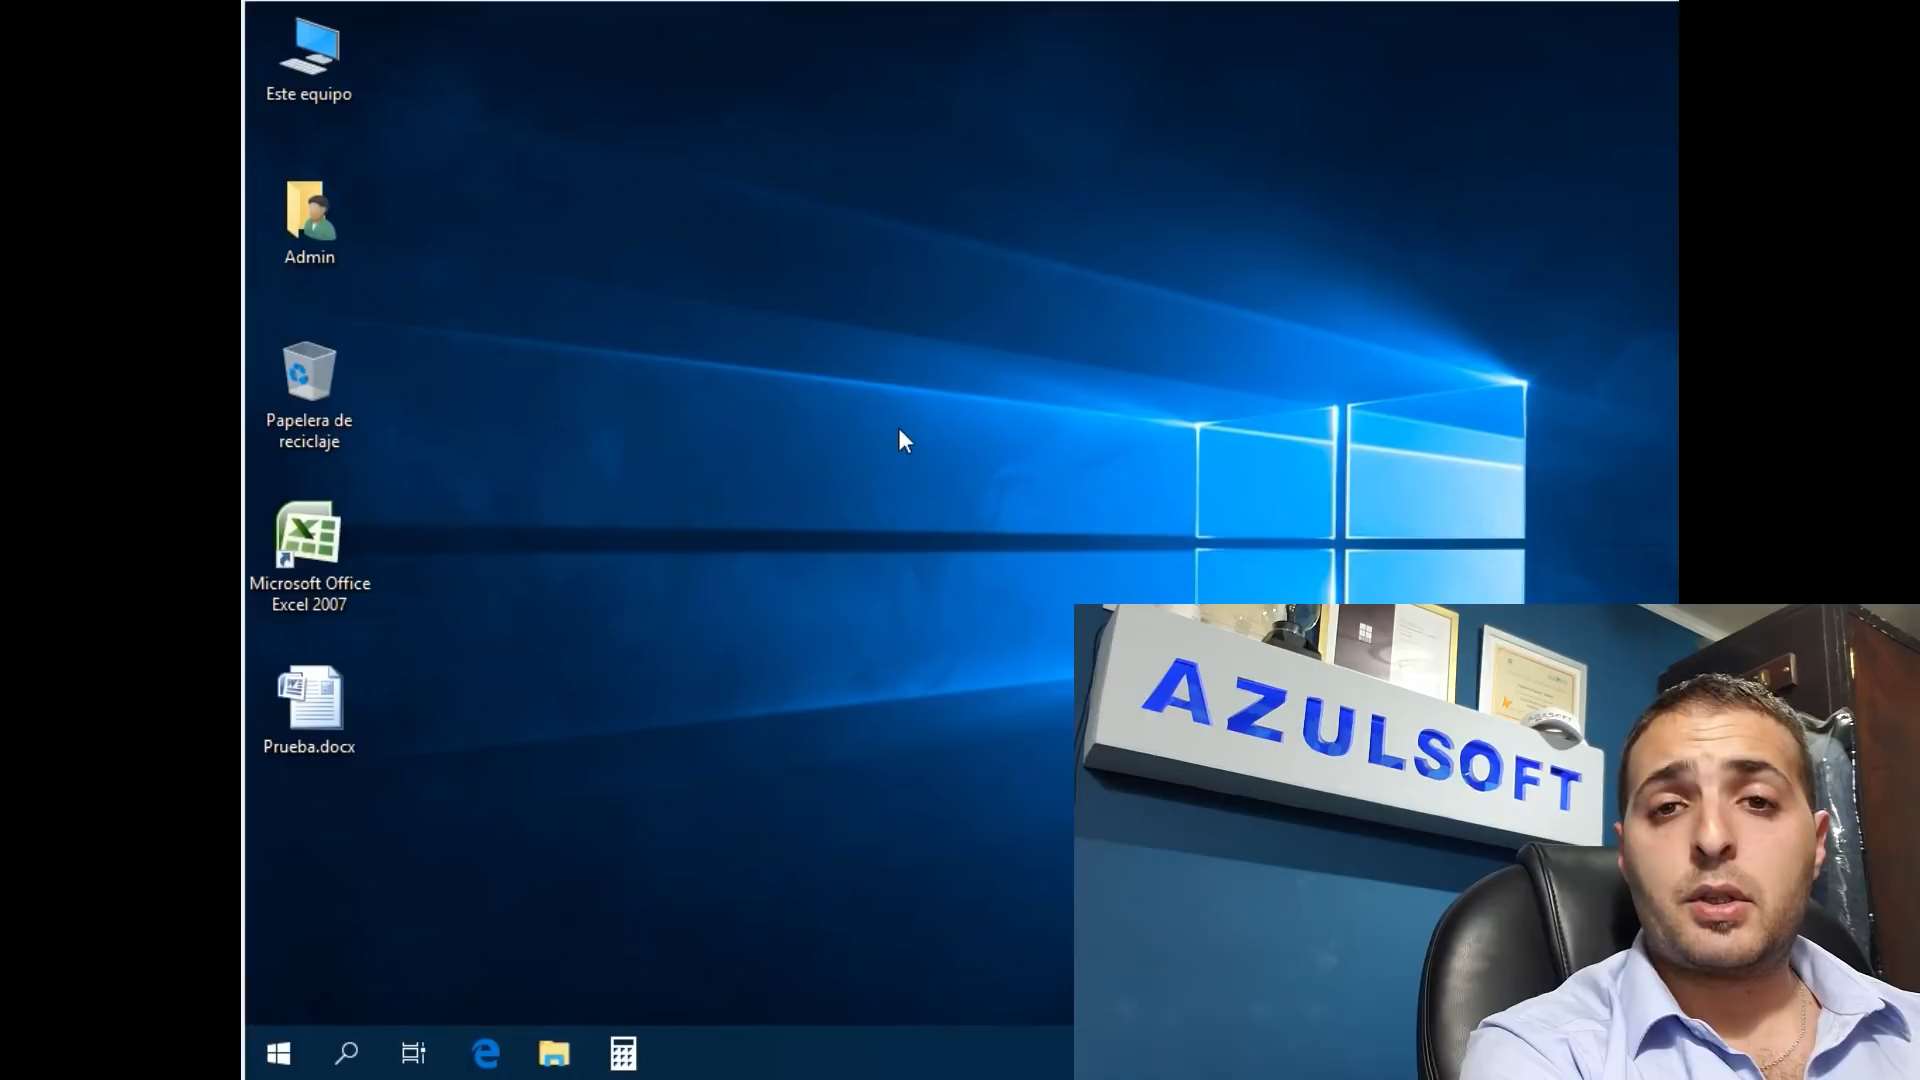 Este equipo
Admin
Papelera de
reciclaje
Microsoft Office
Excel 2007
Prueba.docx
AZULSOFT